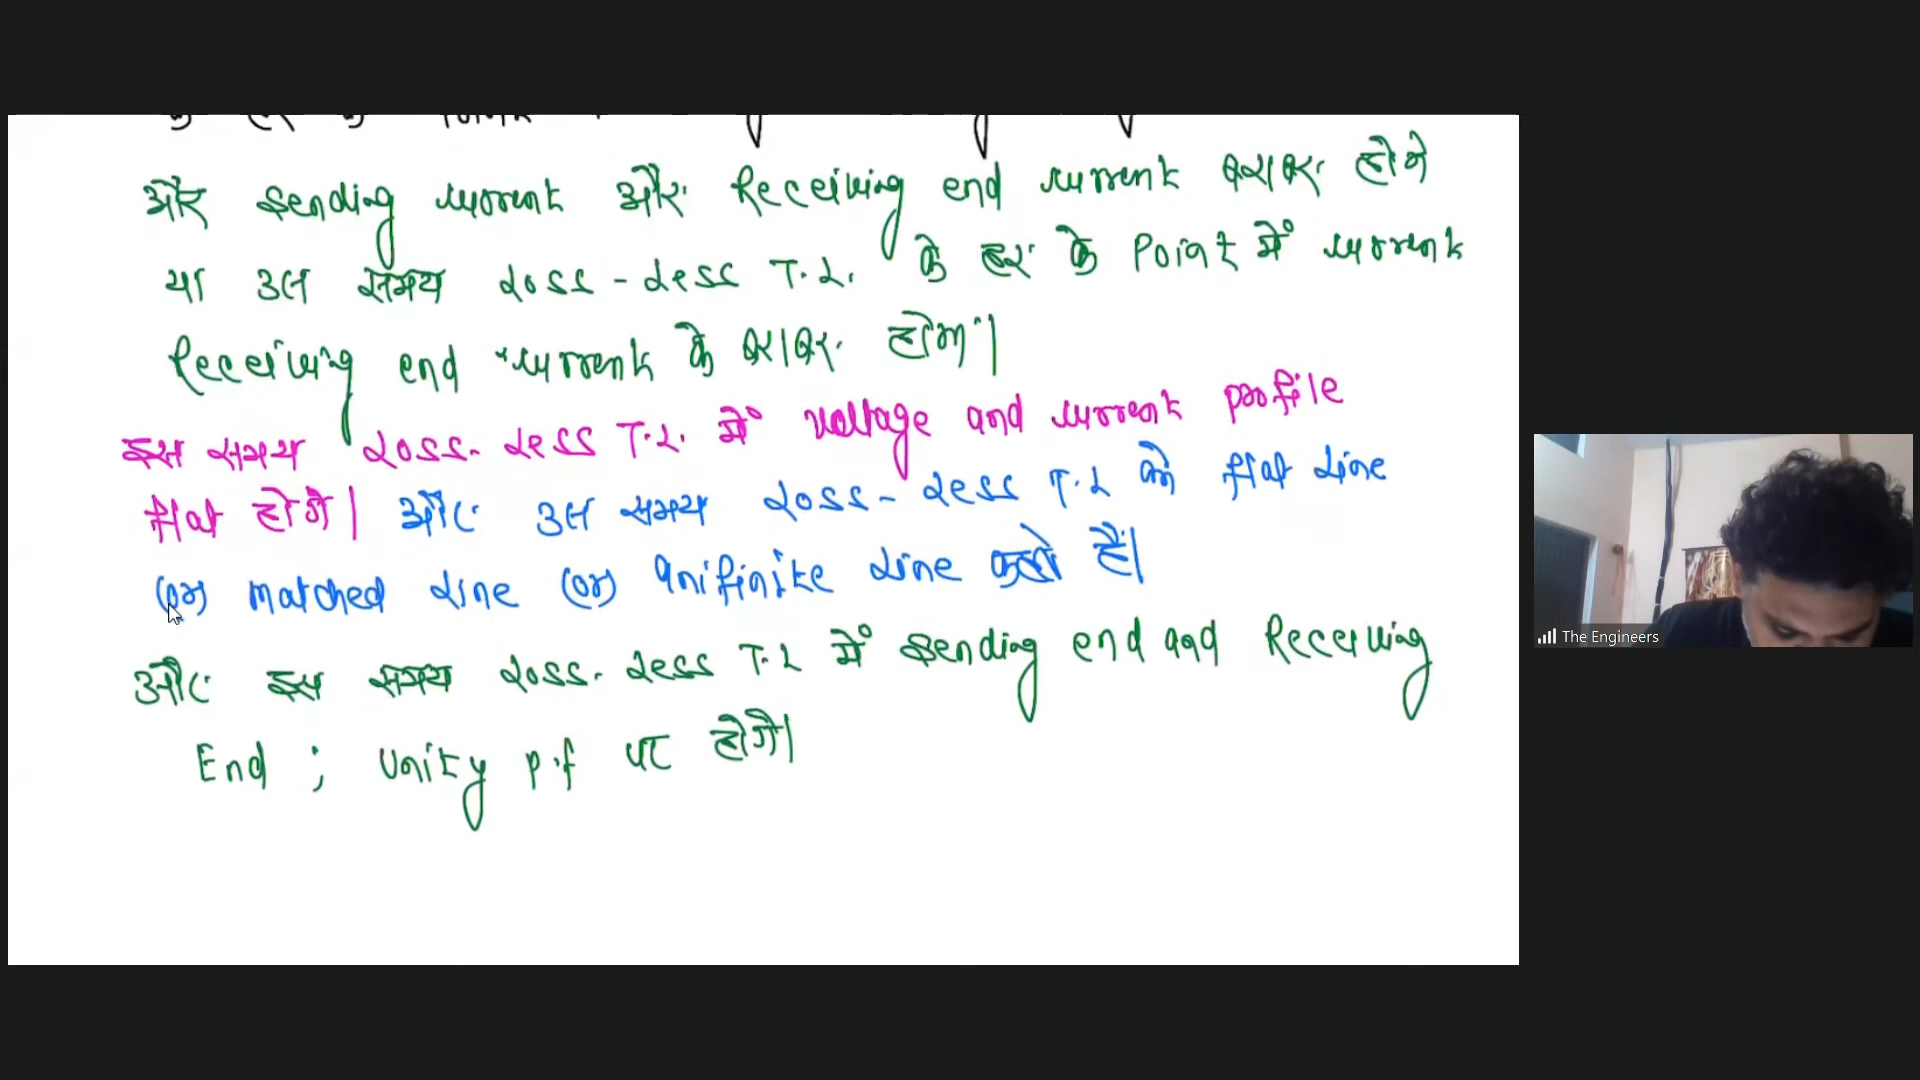 और Sending current और Receiving end current बराबर होगे
या उस समय Loss-Less T.L. के हर के Point में current
Receiving end current के बराबर होगा।
इस समय Loss-Less T.L. में Voltage and current profile
flat होगे। और उस समय Loss-Less T.L को flat Line
(or) matched Line (or) infinite Line कहते हैं।
और इस समय Loss-Less T.L में Sending end and Receiving
End ; Unity p.f पर होगे।
The Engineers